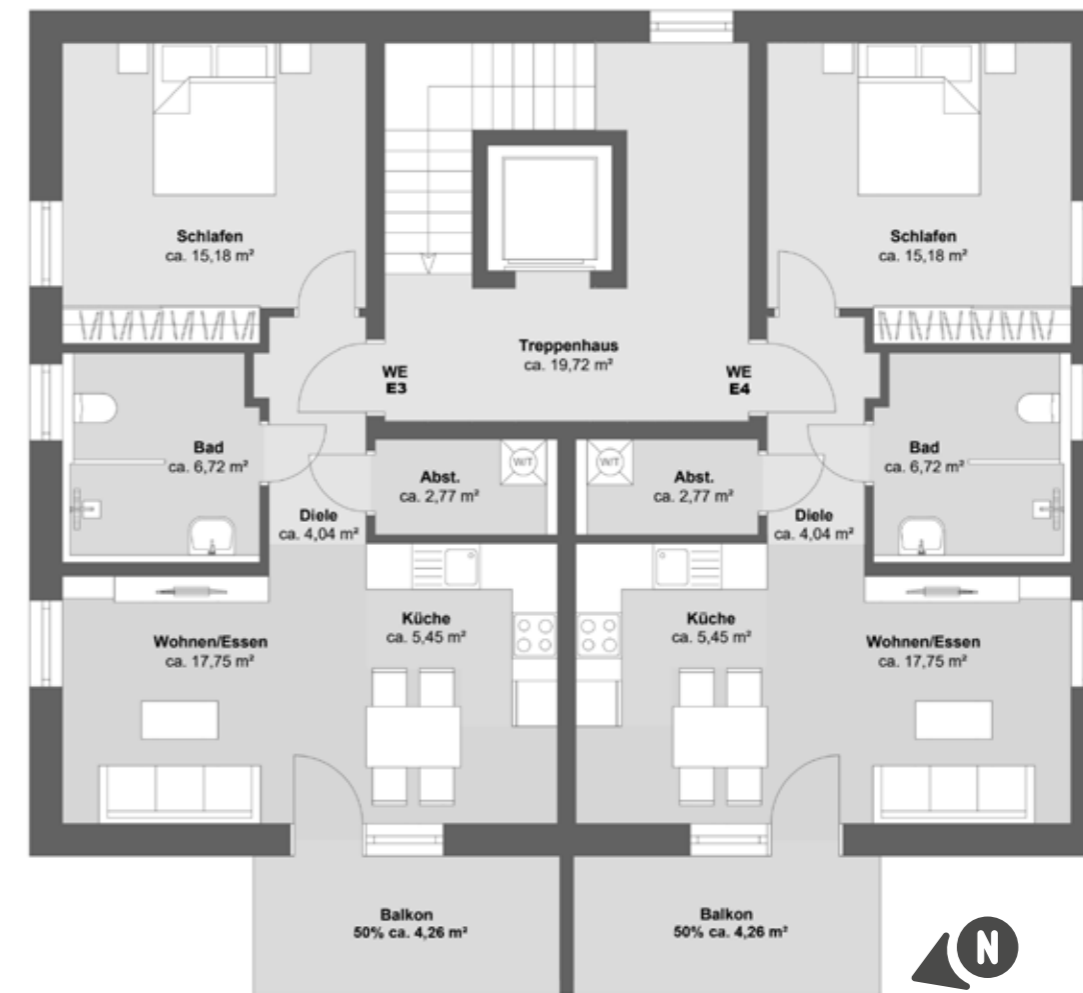 Schlafen
ca. 15,18 m²
Schlafen
ca. 15,18 m²
Treppenhaus
ca. 19,72 m²
WE
E3
WE
E4
Bad
ca. 6,72 m²
Abst.
ca. 2,77 m²
W/T
W/T
Abst.
ca. 2,77 m²
Bad
ca. 6,72 m²
Diele
ca. 4,04 m²
Diele
ca. 4,04 m²
Wohnen/Essen
ca. 17,75 m²
Küche
ca. 5,45 m²
Küche
ca. 5,45 m²
Wohnen/Essen
ca. 17,75 m²
Balkon
50% ca. 4,26 m²
Balkon
50% ca. 4,26 m²
N